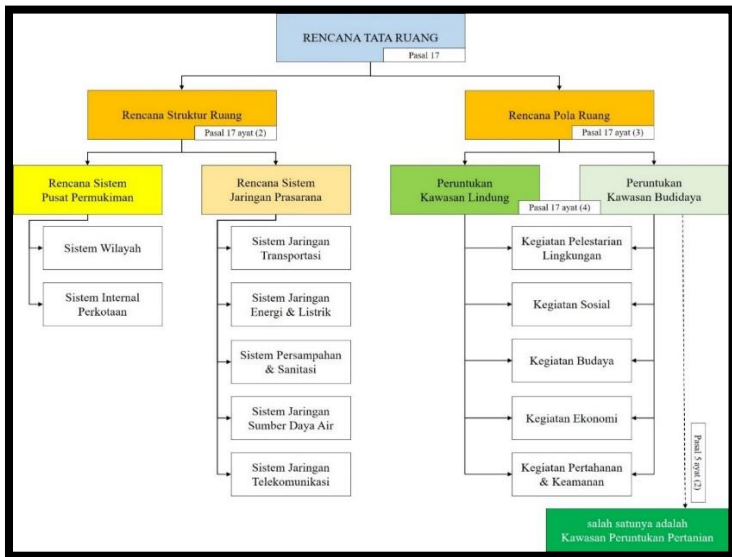 RENCANA TATA RUANG
Pasal 17
Rencana Struktur Ruang
Pasal 17 ayat (2)
Rencana Pola Ruang
Pasal 17 ayat (3)
Rencana Sistem
Pusat Permukiman
Rencana Sistem
Jaringan Prasarana
Peruntukan
Kawasan Lindung
Pasal 17 ayat (4)
Peruntukan
Kawasan Budidaya
Sistem Wilayah
Sistem Internal
Perkotaan
Sistem Jaringan
Transportasi
Sistem Jaringan
Energi & Listrik
Sistem Persampahan
& Sanitasi
Sistem Jaringan
Sumber Daya Air
Sistem Jaringan
Telekomunikasi
Kegiatan Pelestarian
Lingkungan
Kegiatan Sosial
Kegiatan Budaya
Kegiatan Ekonomi
Kegiatan Pertahanan
& Keamanan
Pasal 5 ayat (2)
salah satunya adalah
Kawasan Peruntukan Pertanian